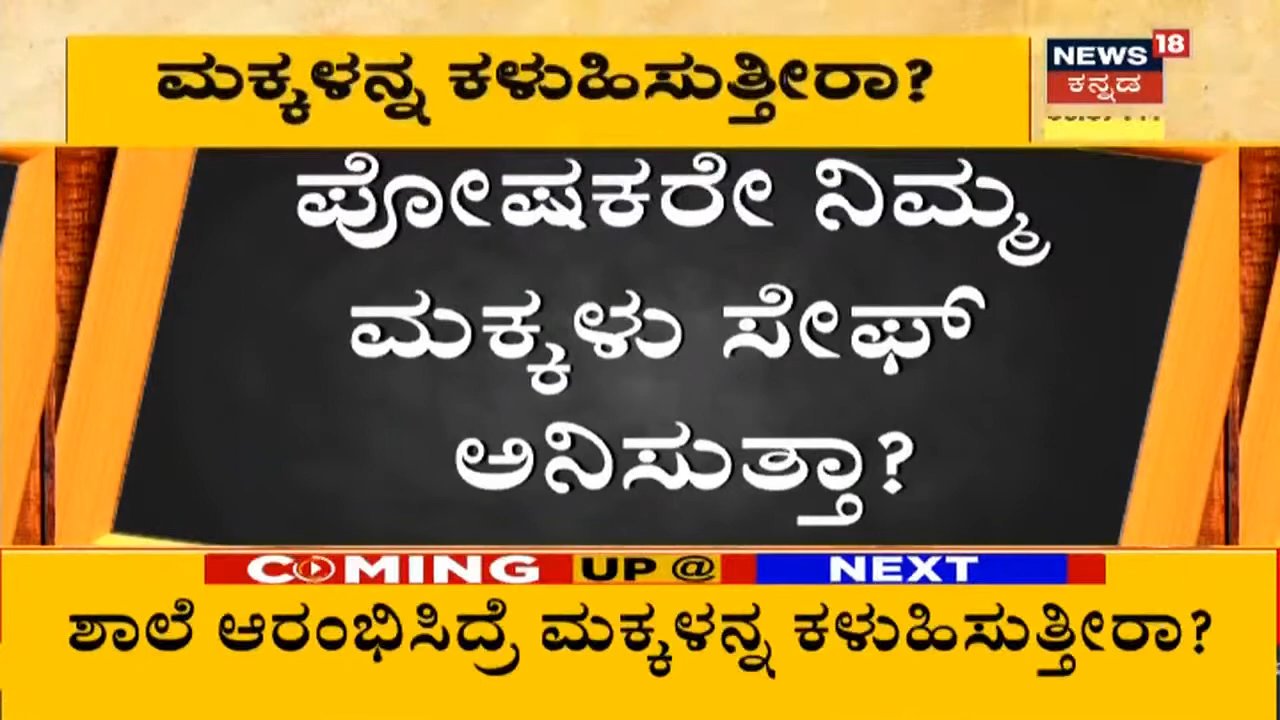 ಮಕ್ಕಳನ್ನ ಕಳುಹಿಸುತ್ತೀರಾ?
NEWS 18
ಕನ್ನಡ
ಪೋಷಕರೇ ನಿಮ್ಮ
ಮಕ್ಕಳು ಸೇಫ್
ಅನಿಸುತ್ತಾ?
COMING UP @ NEXT
ಶಾಲೆ ಆರಂಭಿಸಿದ್ರೆ ಮಕ್ಕಳನ್ನ ಕಳುಹಿಸುತ್ತೀರಾ?